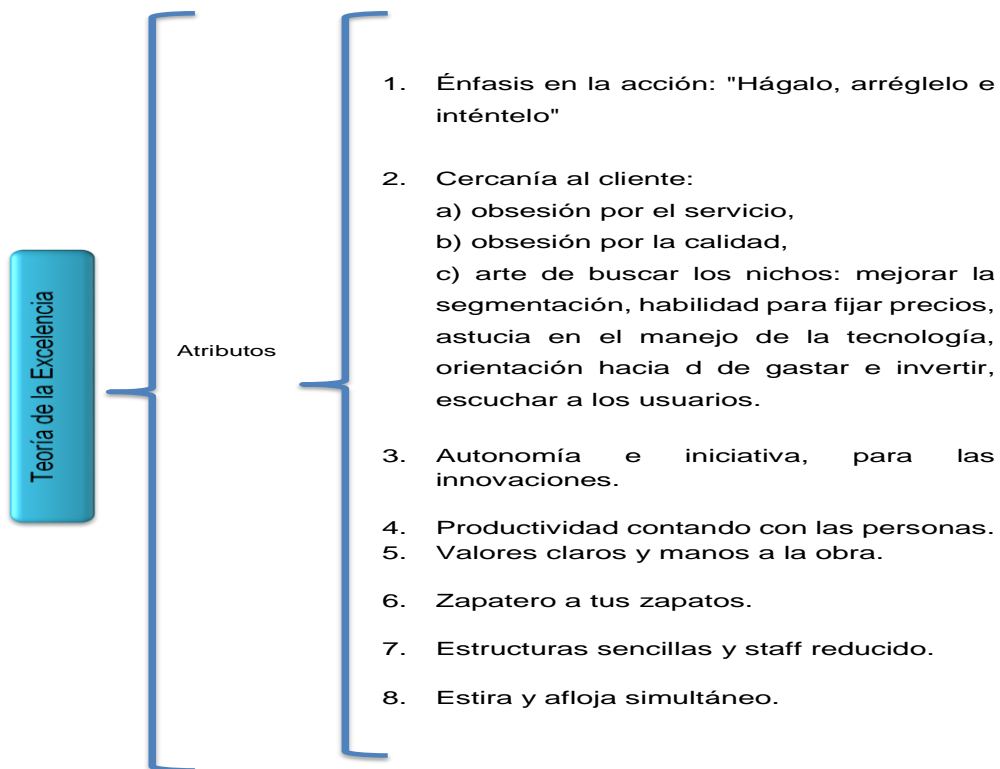 Teoría de la Excelencia
Atributos
1. Énfasis en la acción: "Hágalo, arréglelo e
inténtelo"
2. Cercanía al cliente:
a) obsesión por el servicio,
b) obsesión por la calidad,
c) arte de buscar los nichos: mejorar la
segmentación, habilidad para fijar precios,
astucia en el manejo de la tecnología,
orientación hacia d de gastar e invertir,
escuchar a los usuarios.
3. Autonomía e iniciativa, para las
innovaciones.
4. Productividad contando con las personas.
5. Valores claros y manos a la obra.
6. Zapatero a tus zapatos.
7. Estructuras sencillas y staff reducido.
8. Estira y afloja simultáneo.